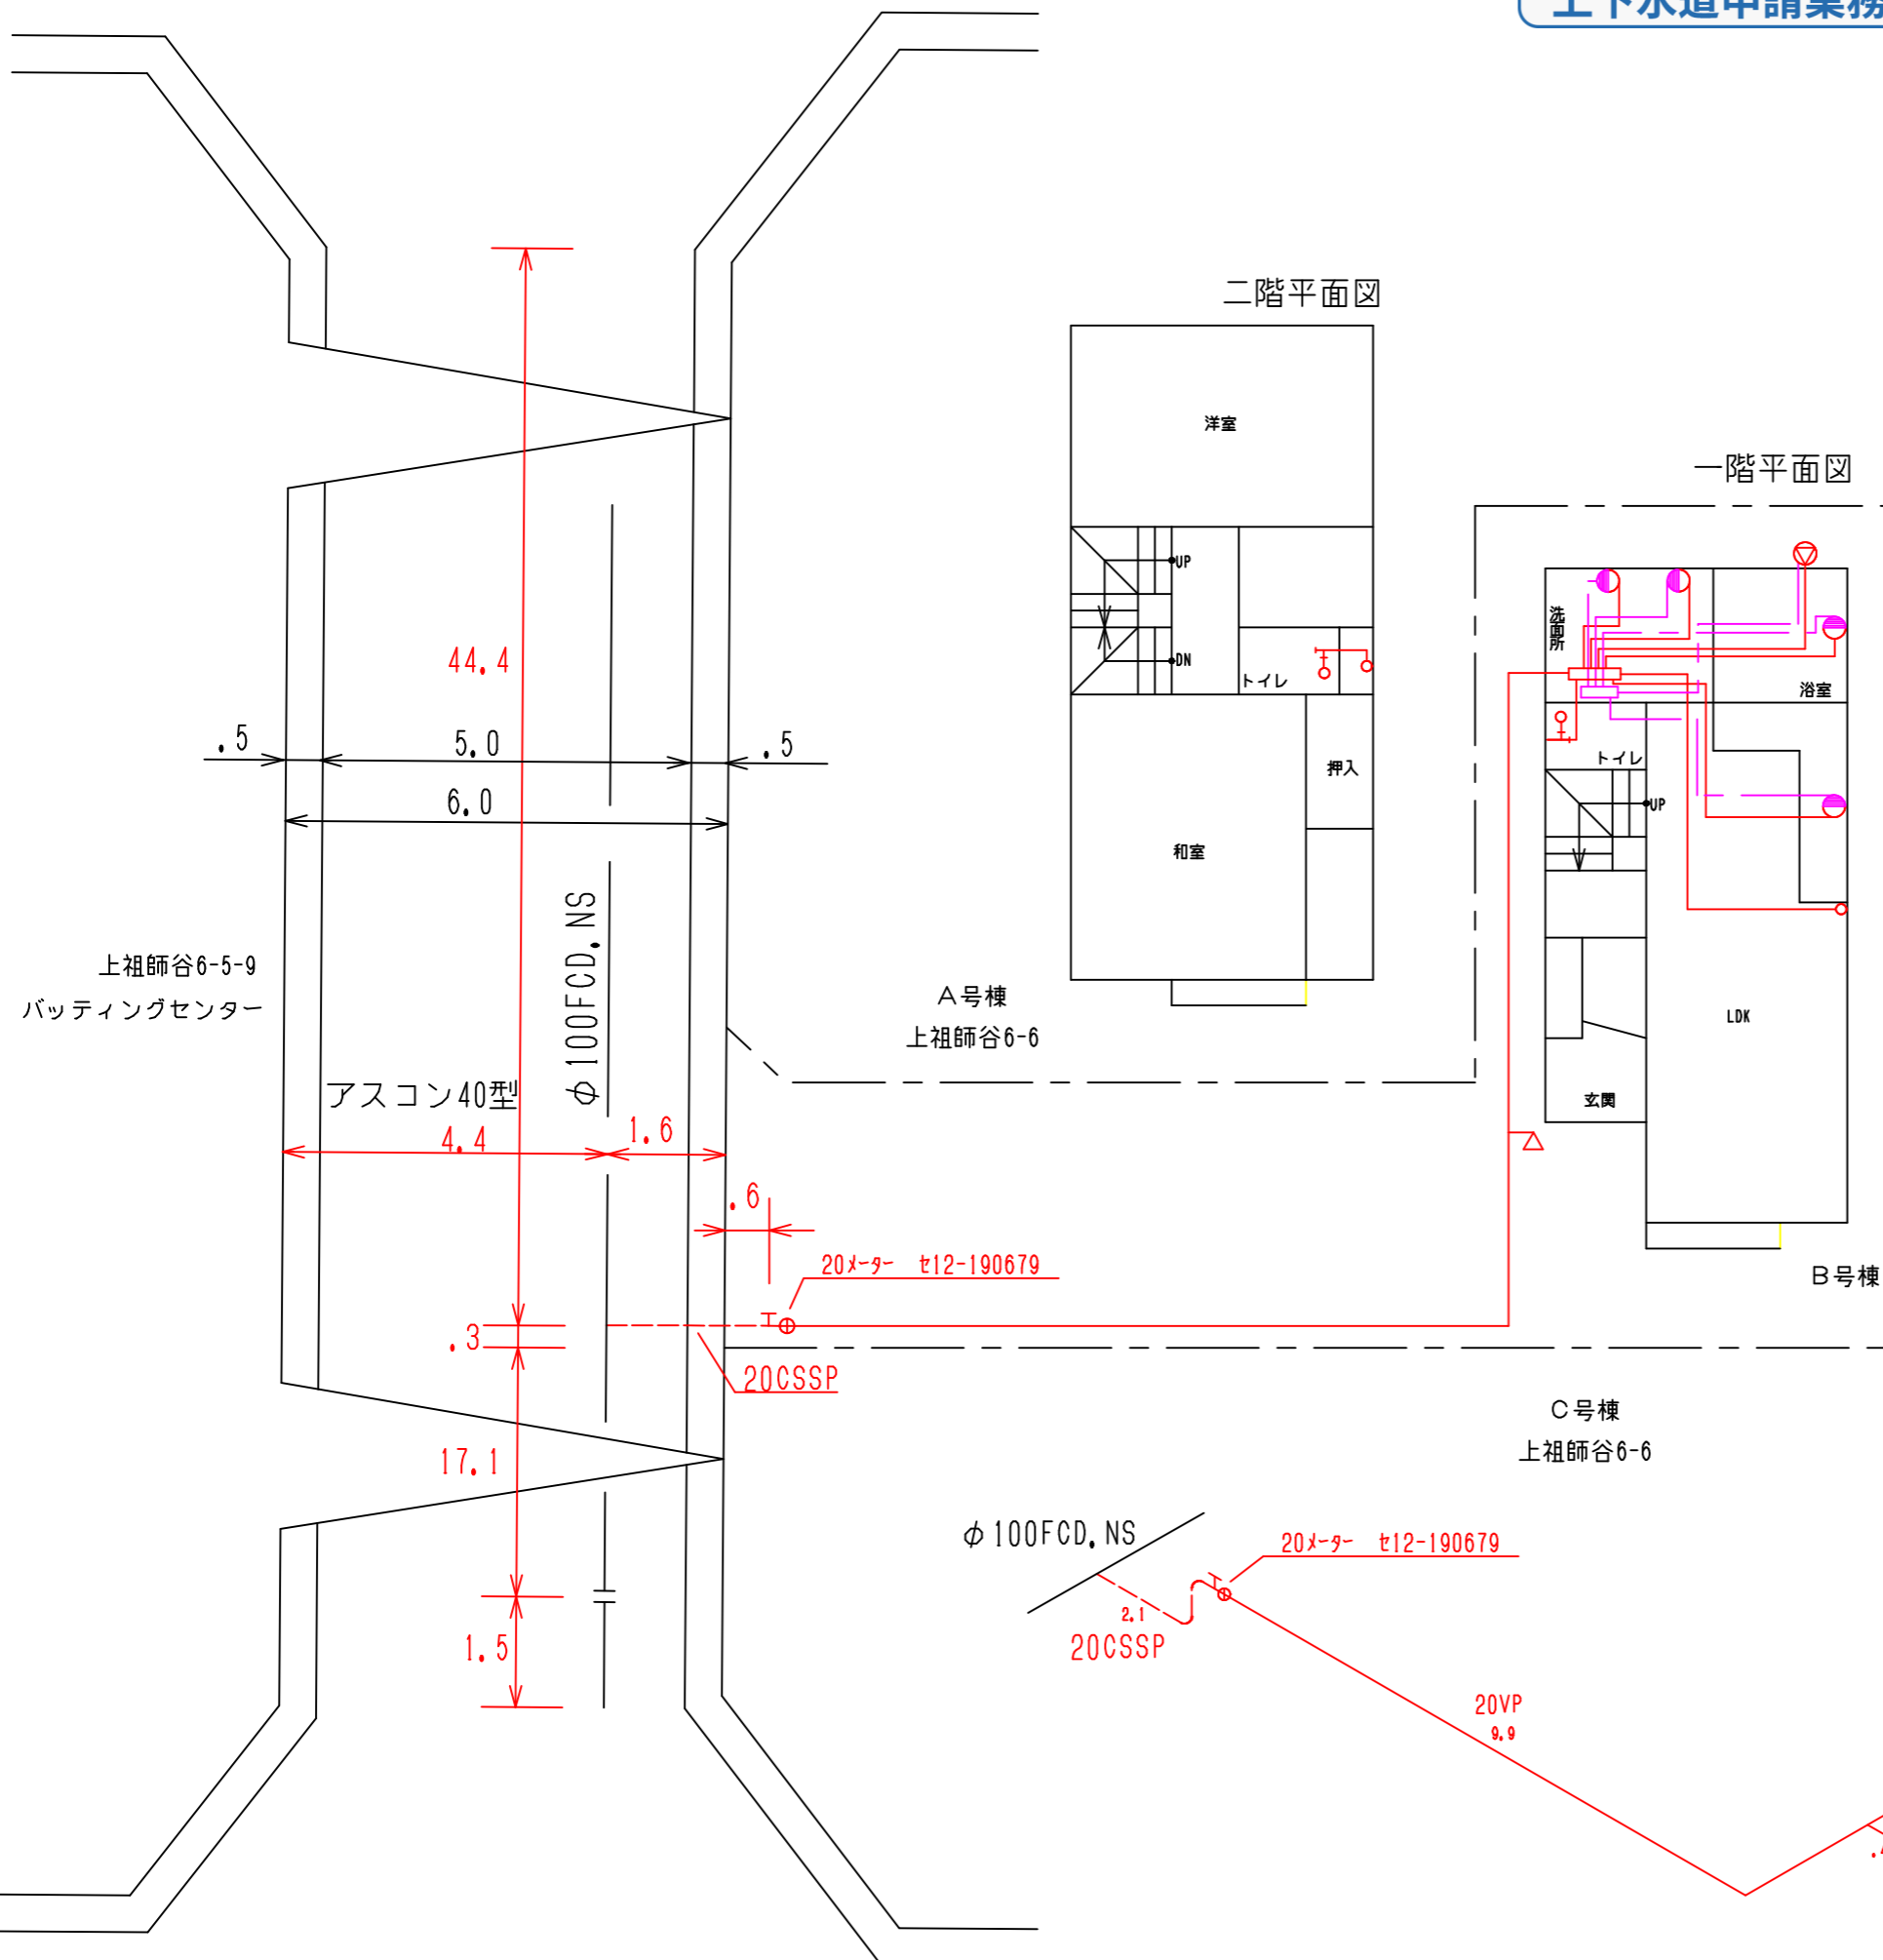 上下水道申請業務
二階平面図
洋室
一階平面図
UP
洗面所
44.4
DN
トイレ
浴室
.5
5.0
.5
押入
トイレ
6.0
UP
和室
φ100FCD.NS
上祖師谷6-5-9
バッティングセンター
A号棟
上祖師谷6-6
LDK
アスコン40型
玄関
4.4
1.6
.6
20メーター セ12-190679
B号棟
.3
20CSSP
C号棟
上祖師谷6-6
17.1
φ100FCD.NS
20メーター セ12-190679
2.1
20CSSP
1.5
20VP
9.9